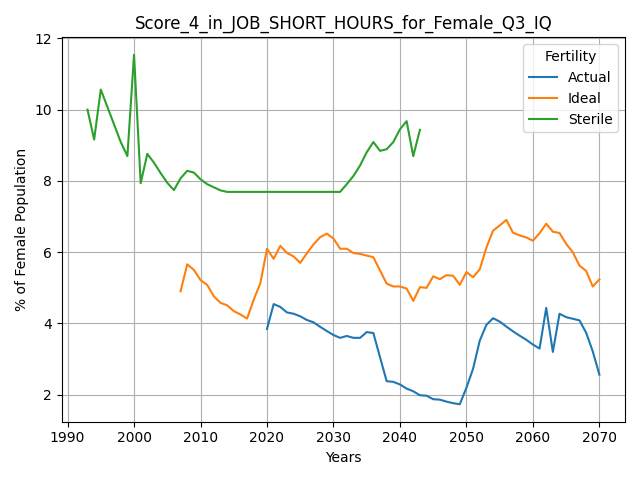 Score_4_in_JOB_SHORT_HOURS_for_Female_Q3_IQ
Fertility
Actual
Ideal
Sterile
% of Female Population
12
10
8
6
4
2
1990 2000 2010 2020 2030 2040 2050 2060 2070
Years